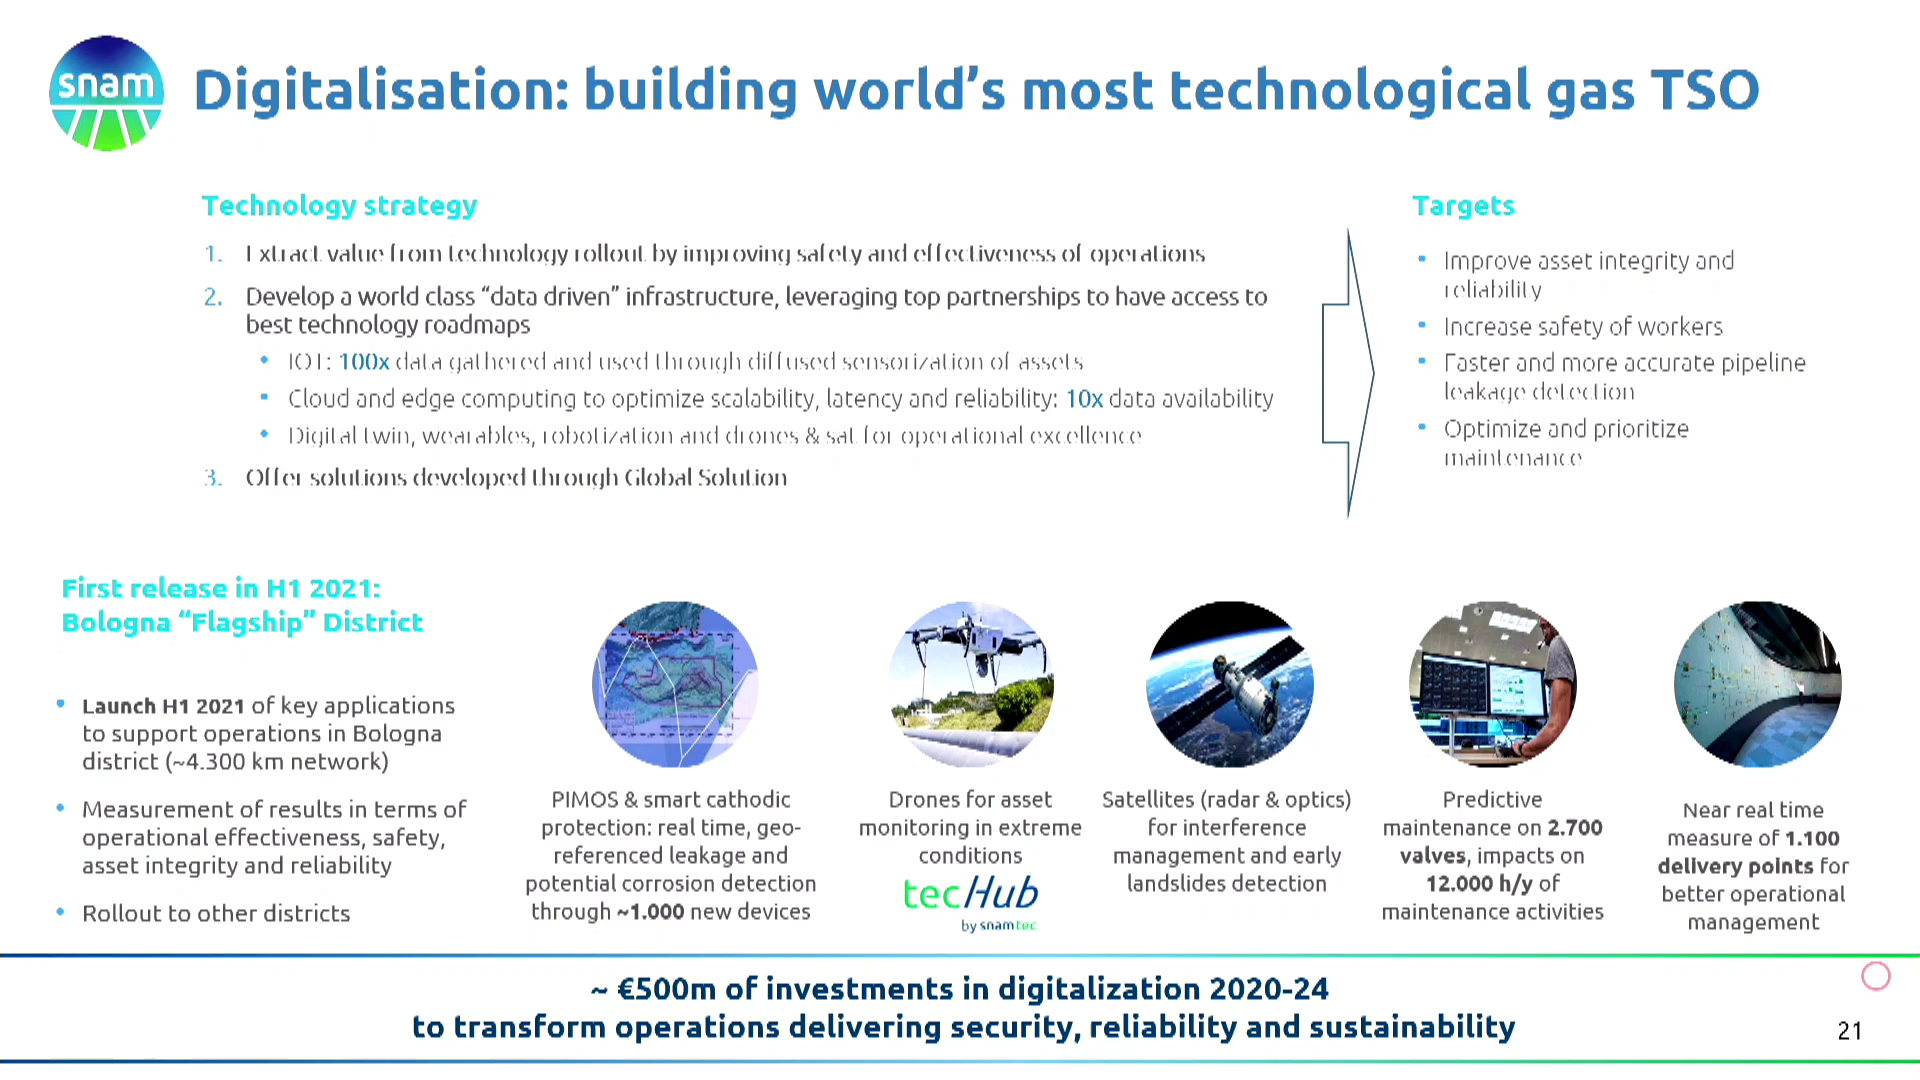 snam
Digitalisation: building world's most technological gas TSO
Technology strategy
1. Extract value from technology rollout by improving safety and effectiveness of operations
2. Develop a world class “data driven” infrastructure, leveraging top partnerships to have access to
best technology roadmaps
• IOT: 100x data gathered and used through diffused sensorization of assets
• Cloud and edge computing to optimize scalability, latency and reliability: 10x data availability
• Digital twin, wearables, robotization and drones & sat for operational excellence
3. Offer solutions developed through Global Solution
Targets
• Improve asset integrity and
reliability
• Increase safety of workers
• Faster and more accurate pipeline
leakage detection
• Optimize and prioritize
maintenance
First release in H1 2021:
Bologna “Flagship” District
• Launch H1 2021 of key applications
to support operations in Bologna
district (~4.300 km network)
• Measurement of results in terms of
operational effectiveness, safety,
asset integrity and reliability
• Rollout to other districts
PIMOS & smart cathodic
protection: real time, geo-
referenced leakage and
potential corrosion detection
through ~1.000 new devices
Drones for asset
monitoring in extreme
conditions
tecHub
by snamtec
Satellites (radar & optics)
for interference
management and early
landslides detection
Predictive
maintenance on 2.700
valves, impacts on
12.000 h/y of
maintenance activities
Near real time
measure of 1.100
delivery points for
better operational
management
~ €500m of investments in digitalization 2020-24
to transform operations delivering security, reliability and sustainability
21